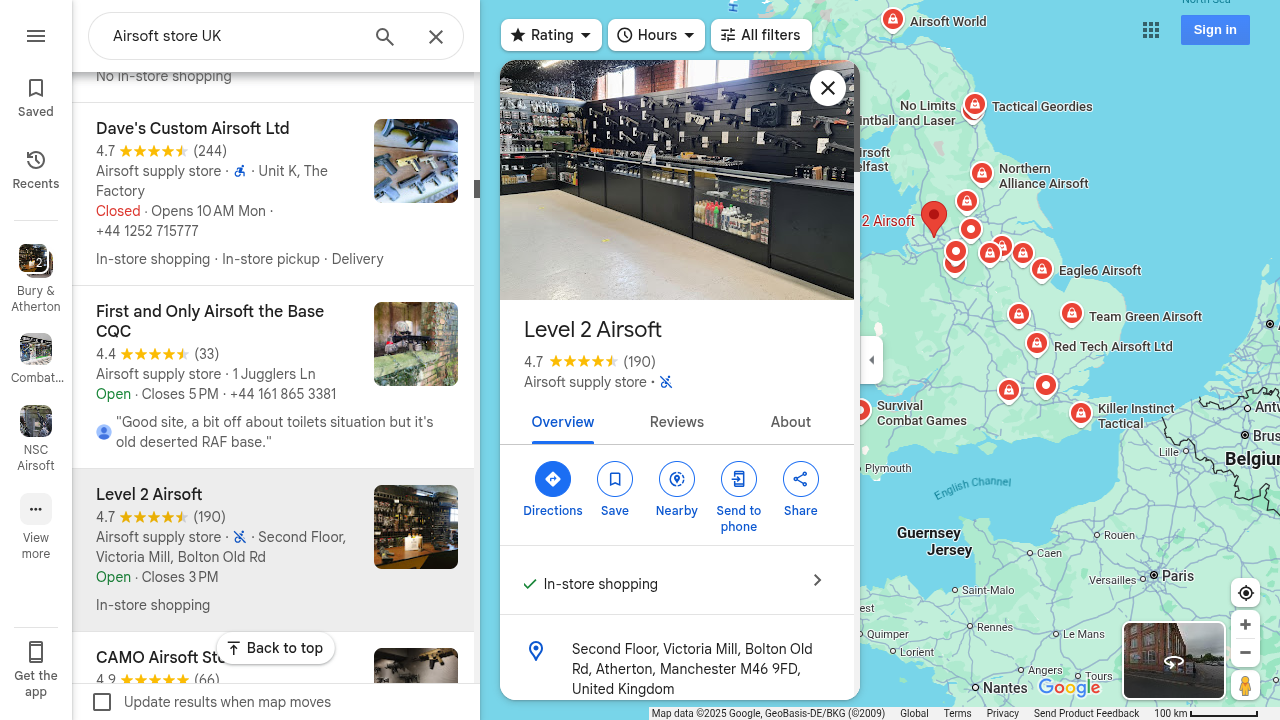 Airsoft store UK
Saved
Recents
2
Bury &
Atherton
Combat...
NSC
Airsoft
View
more
Get the
app
No in-store shopping
Dave's Custom Airsoft Ltd
4.7 (244)
Airsoft supply store · · Unit K, The
Factory
Closed · Opens 10 AM Mon ·
+44 1252 715777
In-store shopping · In-store pickup · Delivery
First and Only Airsoft the Base
CQC
4.4 (33)
Airsoft supply store · 1 Jugglers Ln
Open · Closes 5 PM · +44 161 865 3381
"Good site, a bit off about toilets situation but it's
old deserted RAF base."
Level 2 Airsoft
4.7 (190)
Airsoft supply store · · Second Floor,
Victoria Mill, Bolton Old Rd
Open · Closes 3 PM
In-store shopping
Back to top
CAMO Airsoft
4.9 (66)
Update results when map moves
Rating
Hours
All filters
Level 2 Airsoft
4.7 (190)
Airsoft supply store ·
Overview
Reviews
About
Directions
Save
Nearby
Send to
phone
Share
In-store shopping
Second Floor, Victoria Mill, Bolton Old
Rd, Atherton, Manchester M46 9FD,
United Kingdom
Sign in
North Sea
Airsoft World
No Limits
intball and Laser
Tactical Geordies
irsoft
elfast
Northern
Alliance Airsoft
2 Airsoft
Eagle6 Airsoft
Team Green Airsoft
Red Tech Airsoft Ltd
Survival
Combat Games
Killer Instinct
Tactical
Antw
Brus
Lille
Belgium
Plymouth
English Channel
Guernsey
Jersey
Rouen
Caen
Versailles
Paris
Saint-Malo
est
Quimper
Rennes
Le Mans
Lorient
Angers
Tours
Nantes
Google
Map data ©2025 Google, GeoBasis-DE/BKG (©2009)
Global
Terms
Privacy
Send Product Feedback
100 km